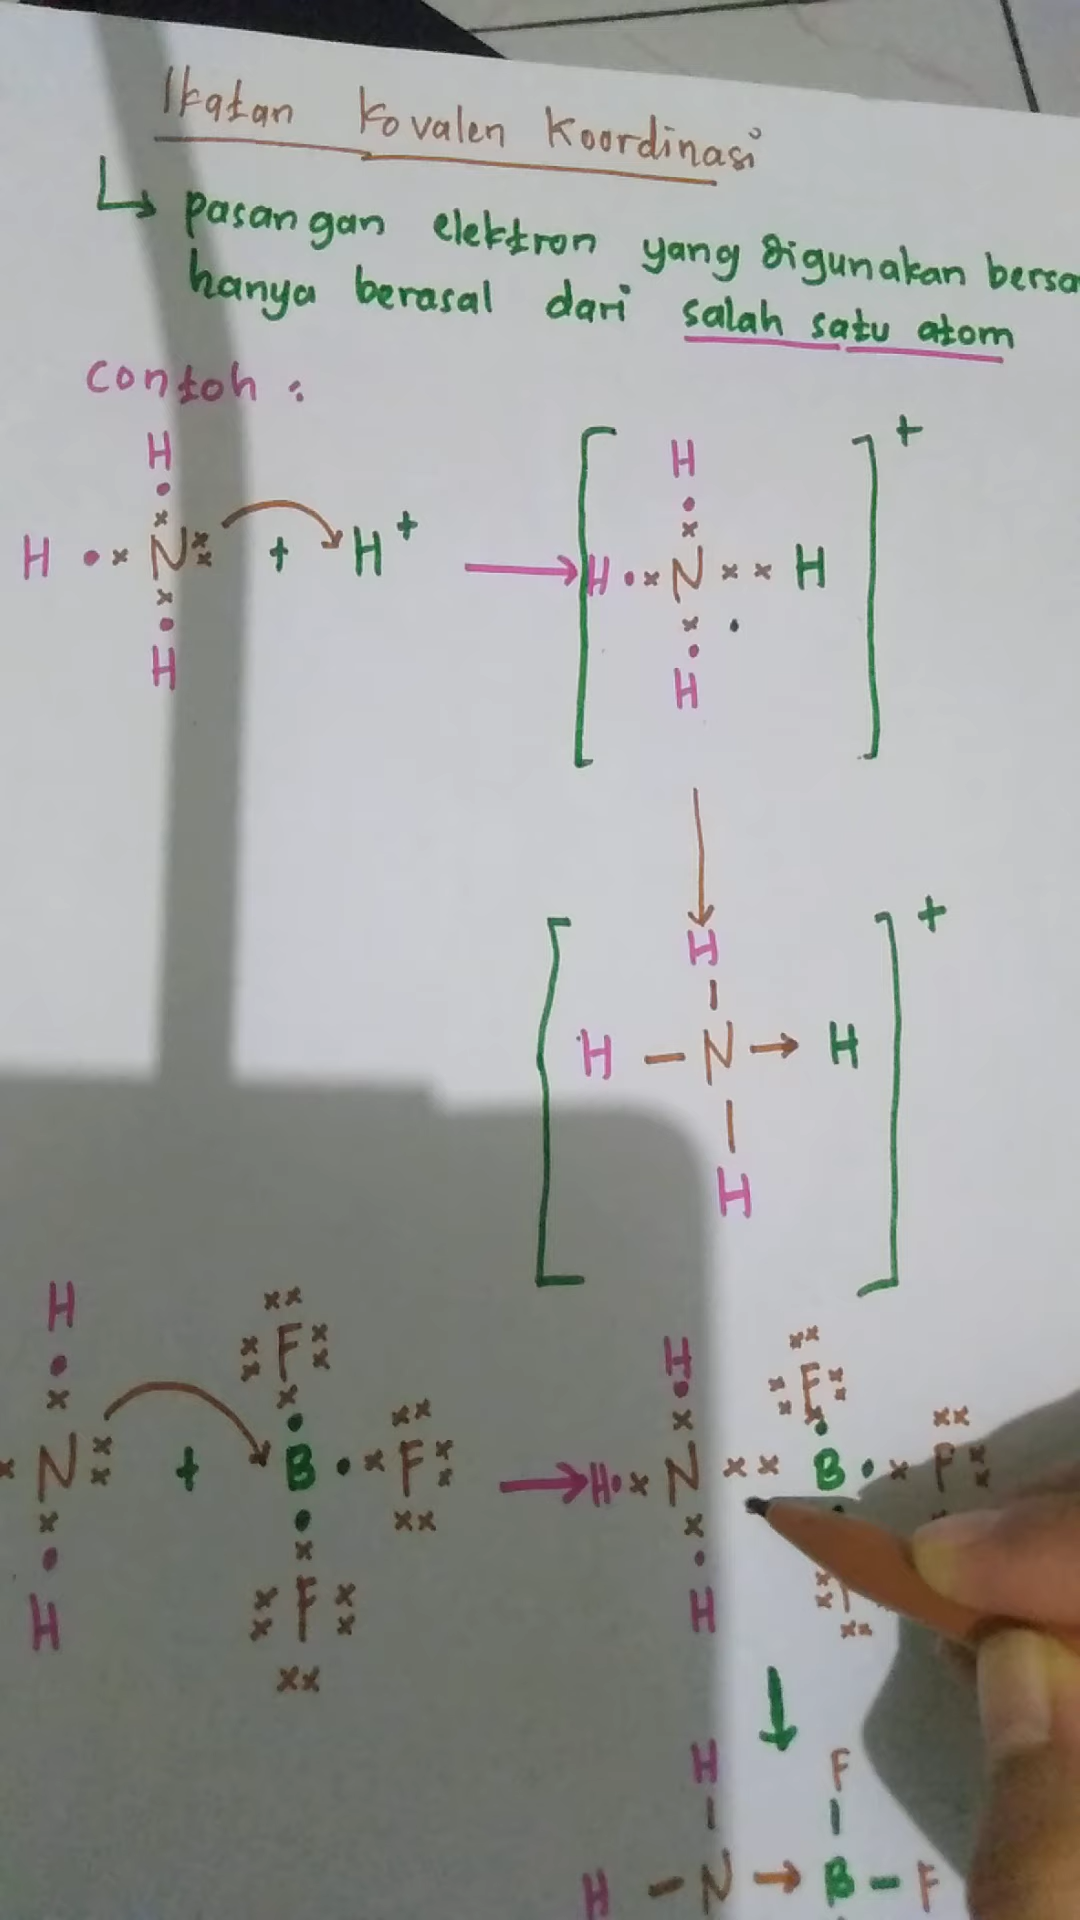 Ikatan Kovalen Koordinasi
↳ pasangan elektron yang digunakan bersa
hanya berasal dari salah satu atom
Contoh :
H H +
H •× N ×× + H+ → [ H •× N ×× H ]
H H
H +
[ H – N → H ]
H
H F H F
N ×× + B • × F → H • × N ×× B • × F
H F H
H F
H – N → B – F